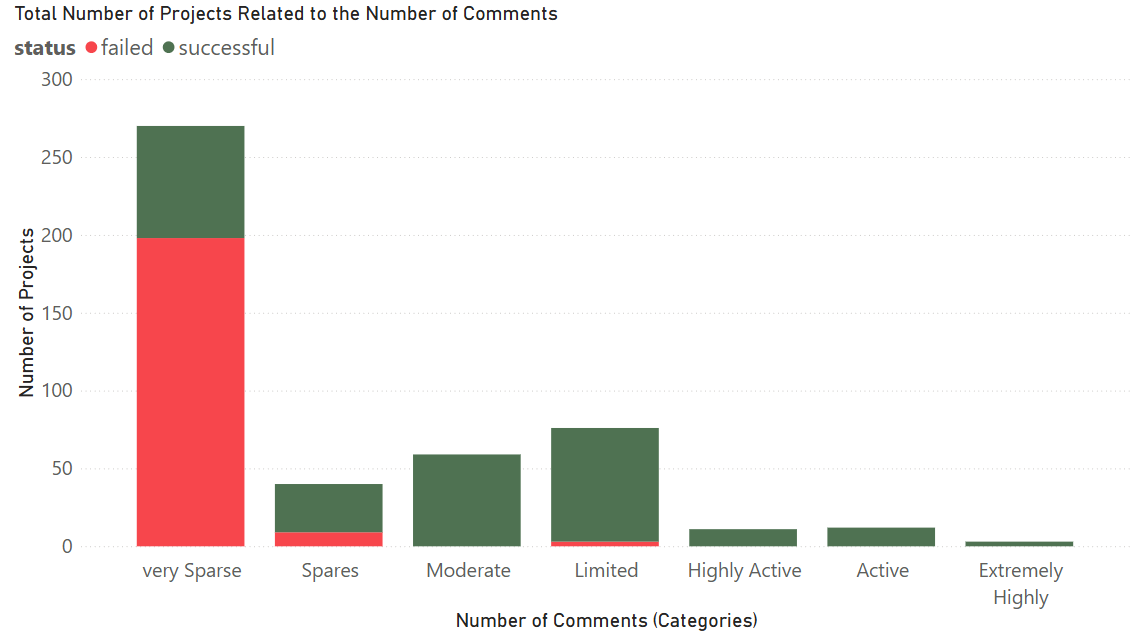 Total Number of Projects Related to the Number of Comments
status failed successful
300
250
200
150
100
50
0
Number of Projects
very Sparse Spares Moderate Limited Highly Active Active Extremely
Highly
Number of Comments (Categories)